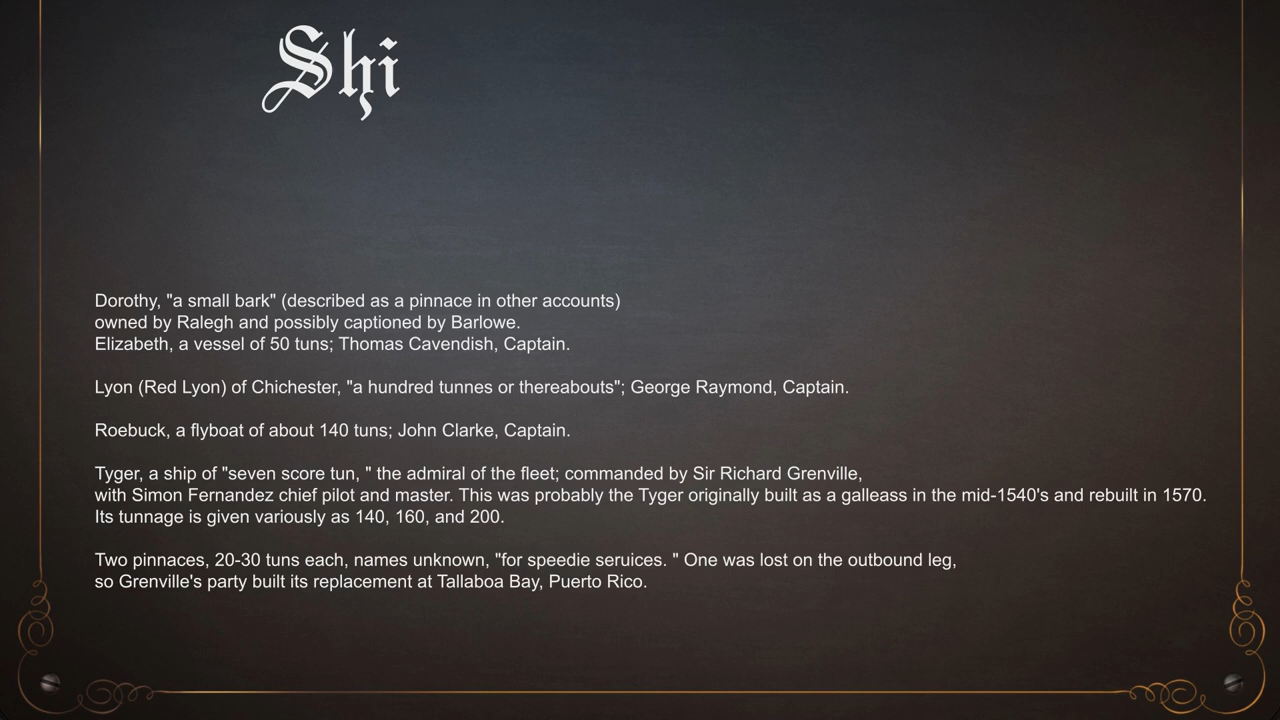 Shi
Dorothy, "a small bark" (described as a pinnace in other accounts)
owned by Ralegh and possibly captioned by Barlowe.
Elizabeth, a vessel of 50 tuns; Thomas Cavendish, Captain.
Lyon (Red Lyon) of Chichester, "a hundred tunnes or thereabouts"; George Raymond, Captain.
Roebuck, a flyboat of about 140 tuns; John Clarke, Captain.
Tyger, a ship of "seven score tun, " the admiral of the fleet; commanded by Sir Richard Grenville,
with Simon Fernandez chief pilot and master. This was probably the Tyger originally built as a galleass in the mid-1540's and rebuilt in 1570.
Its tunnage is given variously as 140, 160, and 200.
Two pinnaces, 20-30 tuns each, names unknown, "for speedie seruices. " One was lost on the outbound leg,
so Grenville's party built its replacement at Tallaboa Bay, Puerto Rico.